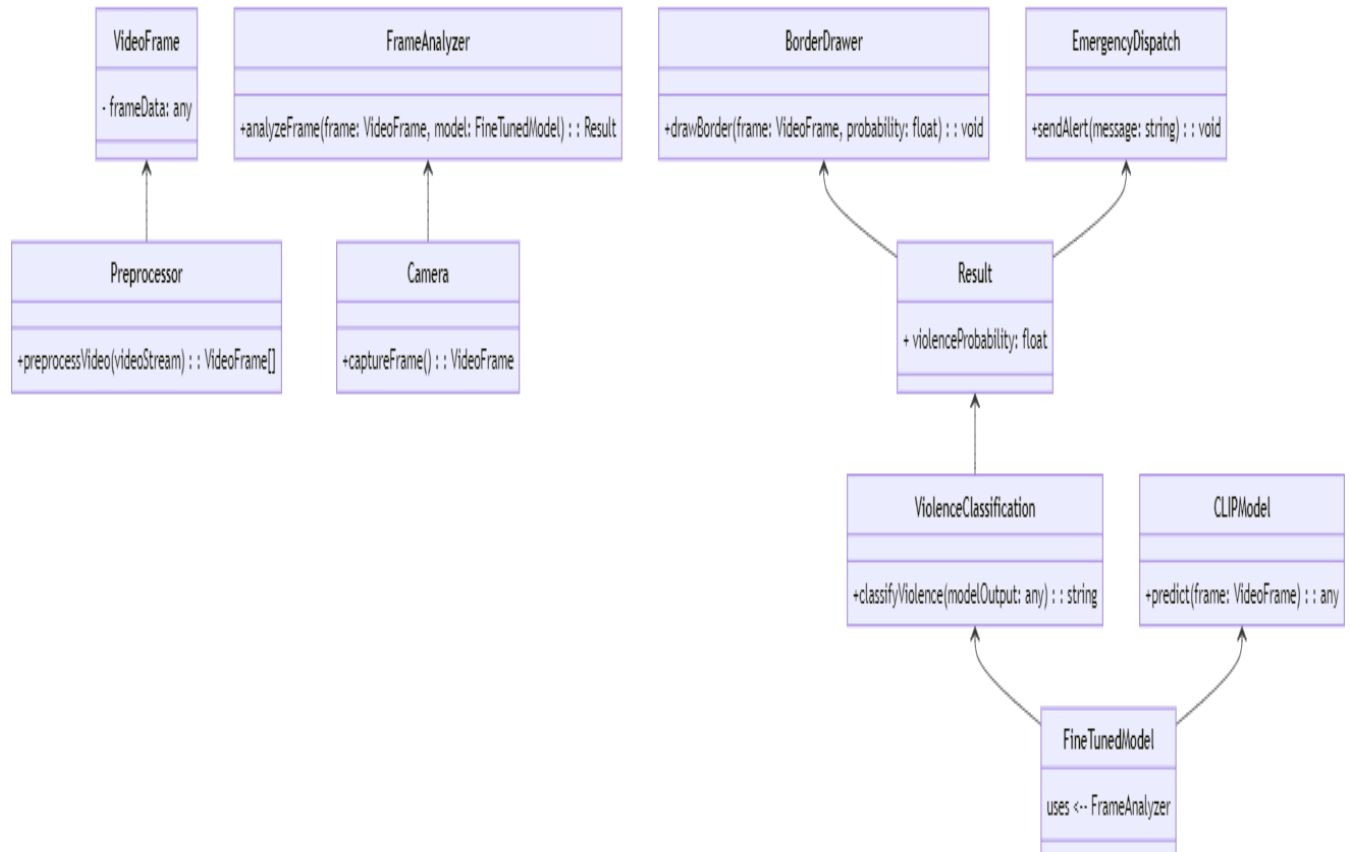 VideoFrame
- frameData: any
FrameAnalyzer
+analyzeFrame(frame: VideoFrame, model: FineTunedModel) : : Result
BorderDrawer
+drawBorder(frame: VideoFrame, probability: float) : : void
EmergencyDispatch
+sendAlert(message: string) : : void
Preprocessor
+preprocessVideo(videoStream) : : VideoFrame[]
Camera
+captureFrame() : : VideoFrame
Result
+ violenceProbability: float
ViolenceClassification
+classifyViolence(modelOutput: any) : : string
CLIPModel
+predict(frame: VideoFrame) : : any
FineTunedModel
uses <-- FrameAnalyzer